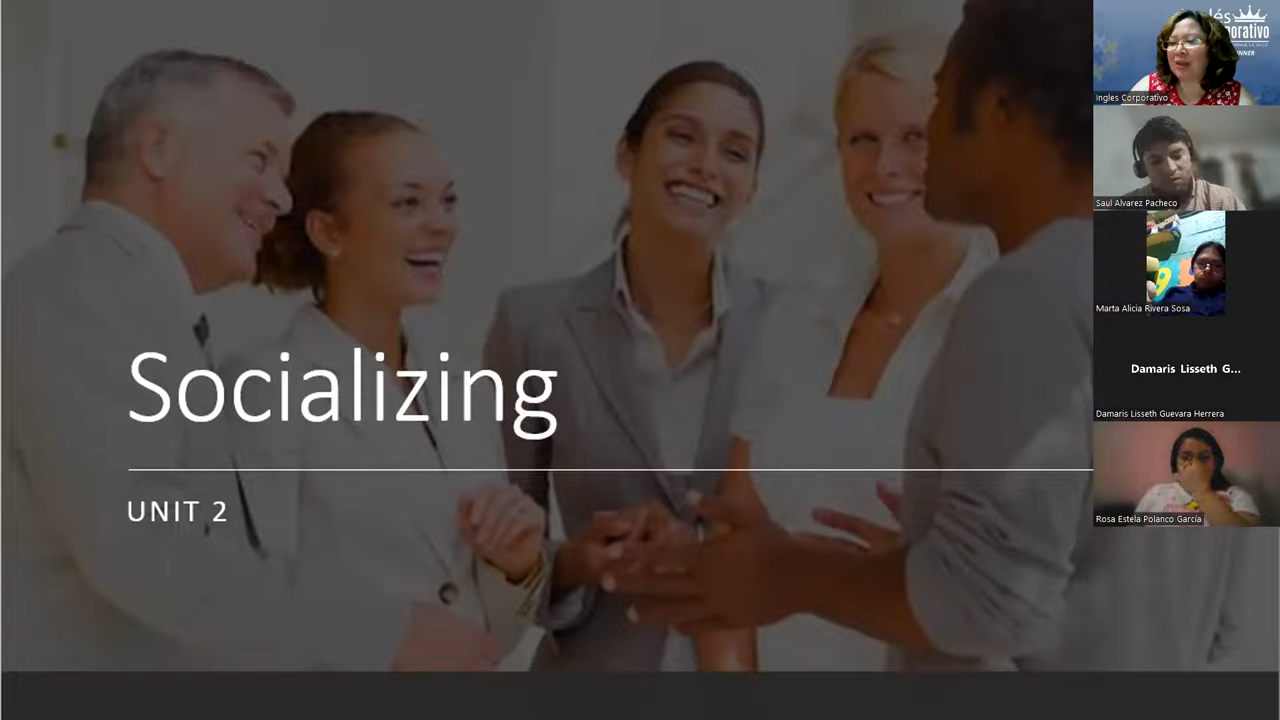 Socializing
UNIT 2
Ingles Corporativo
Saul Alvarez Pacheco
Marta Alicia Rivera Sosa
Damaris Lisseth G...
Damaris Lisseth Guevara Herrera
Rosa Estela Polanco García